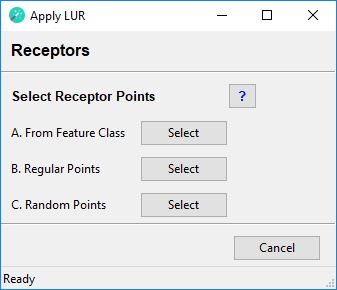 Apply LUR
Receptors
Select Receptor Points ?
A. From Feature Class Select
B. Regular Points Select
C. Random Points Select
Cancel
Ready